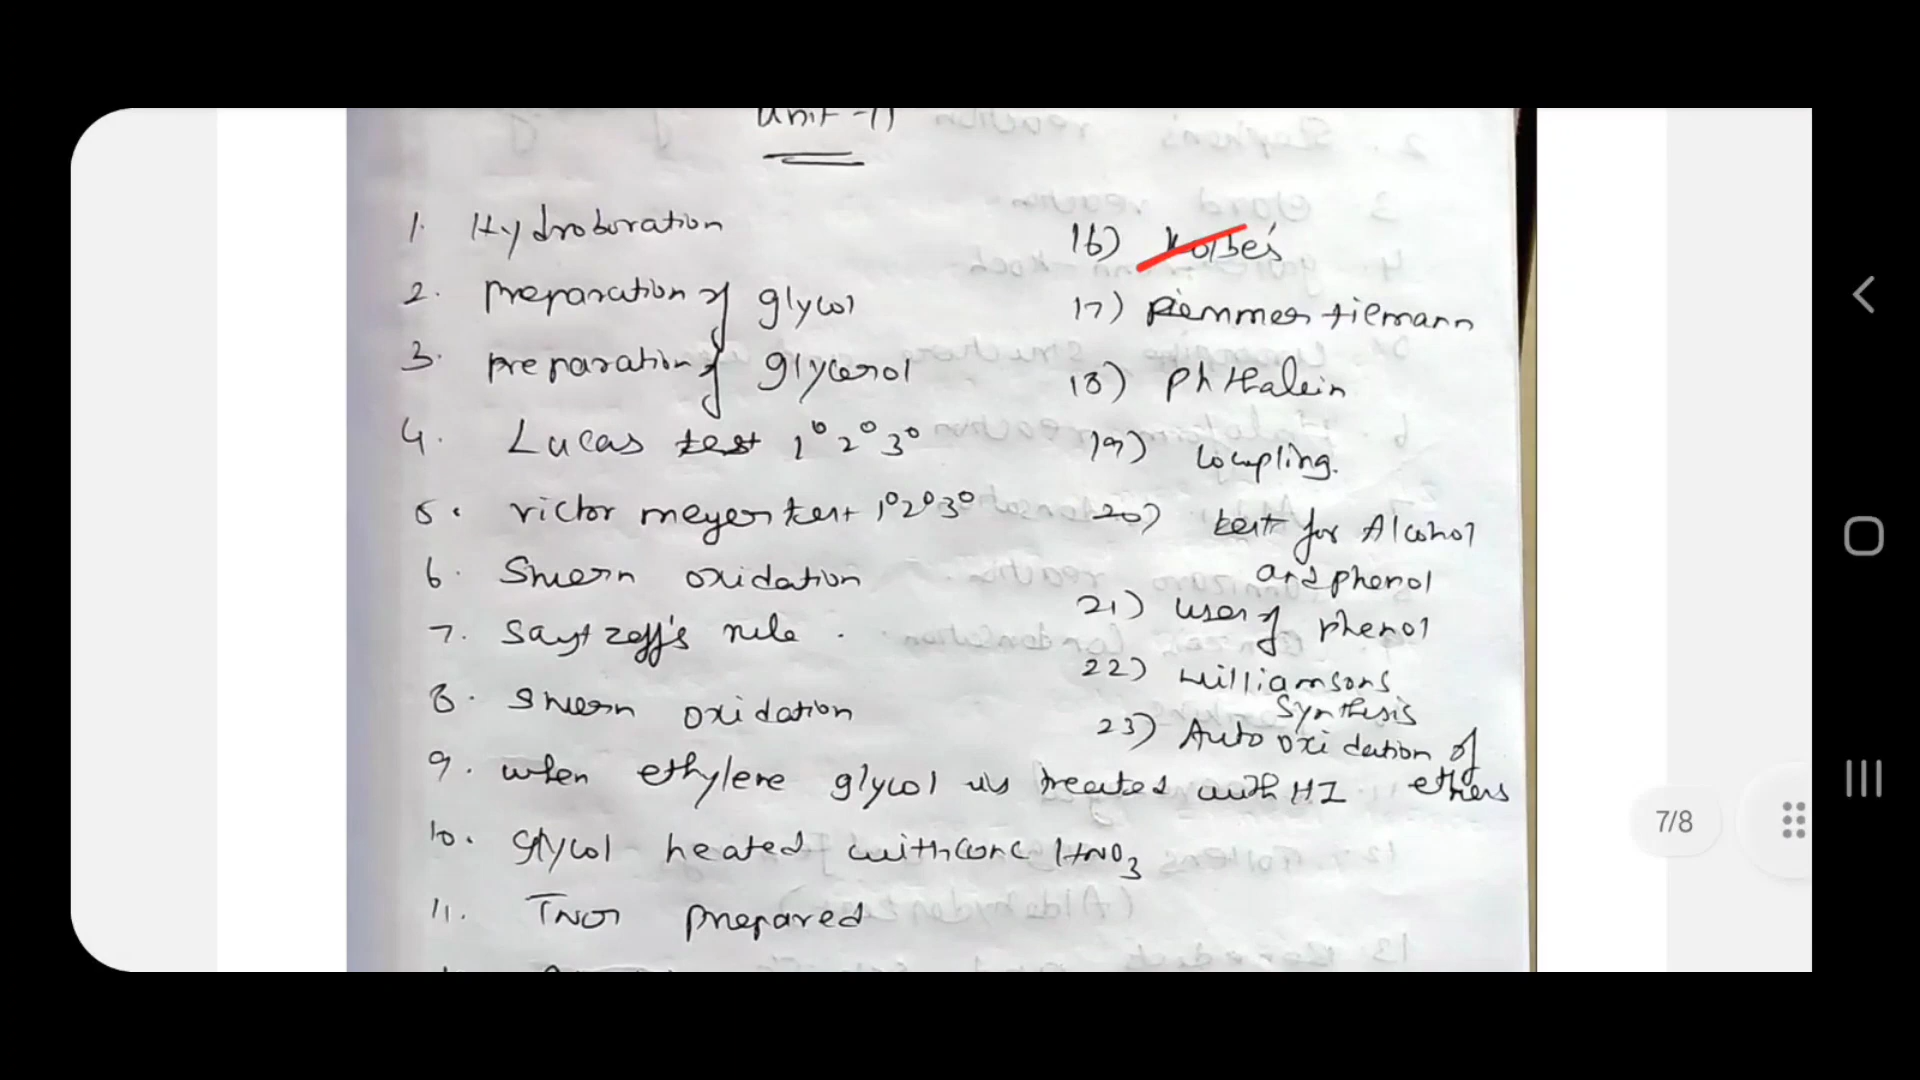 Unit - 11
1. Hydroboration
2. preparation of glycol
3. preparation of glycerol
4. Lucas test 1° 2° 3°
5. victor meyer test 1° 2° 3°
6. Swern oxidation
7. Saytzeff's rule.
8. Swern oxidation
9. when ethylene glycol is treated with HI
10. glycol heated with conc HNO3
11. TNG prepared
16) Kolbe's
17) Riemmer tiemann
18) phthalein
19) Coupling.
20) test for Alcohol
and phenol
21) uses of phenol
22) williamsons
Synthesis
23) Auto oxidation of
ethers
7/8